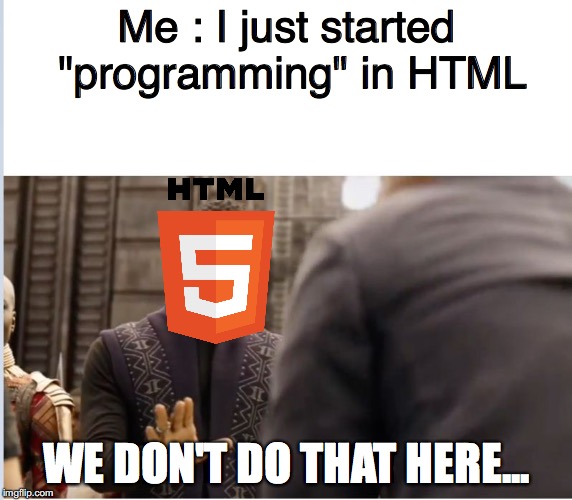 Me : I just started
"programming" in HTML
HTML
5
WE DON'T DO THAT HERE...
imgflip.com